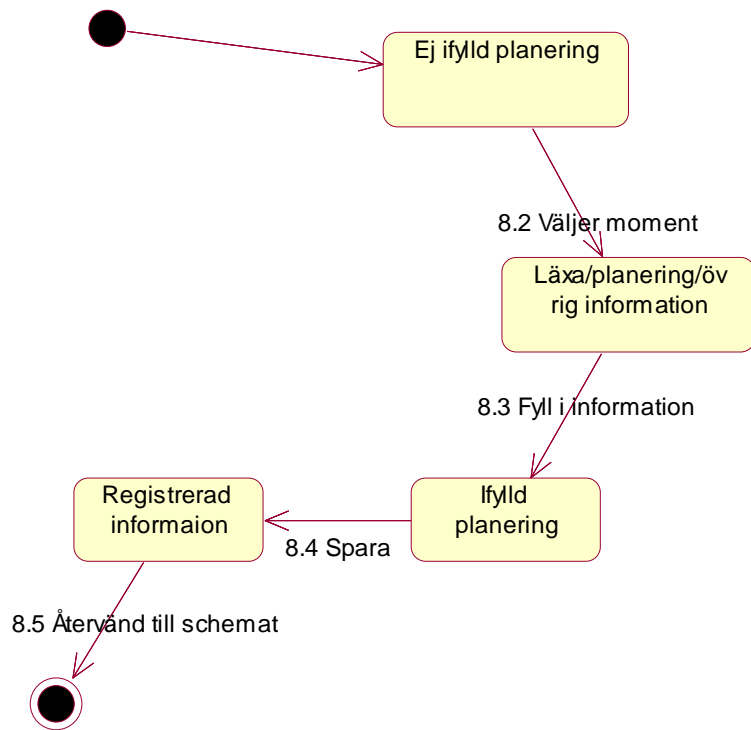 Ej ifylld planering
8.2 Väljer moment
Läxa/planering/öv
rig information
8.3 Fyll i information
Ifylld
planering
8.4 Spara
Registrerad
informaion
8.5 Återvänd till schemat